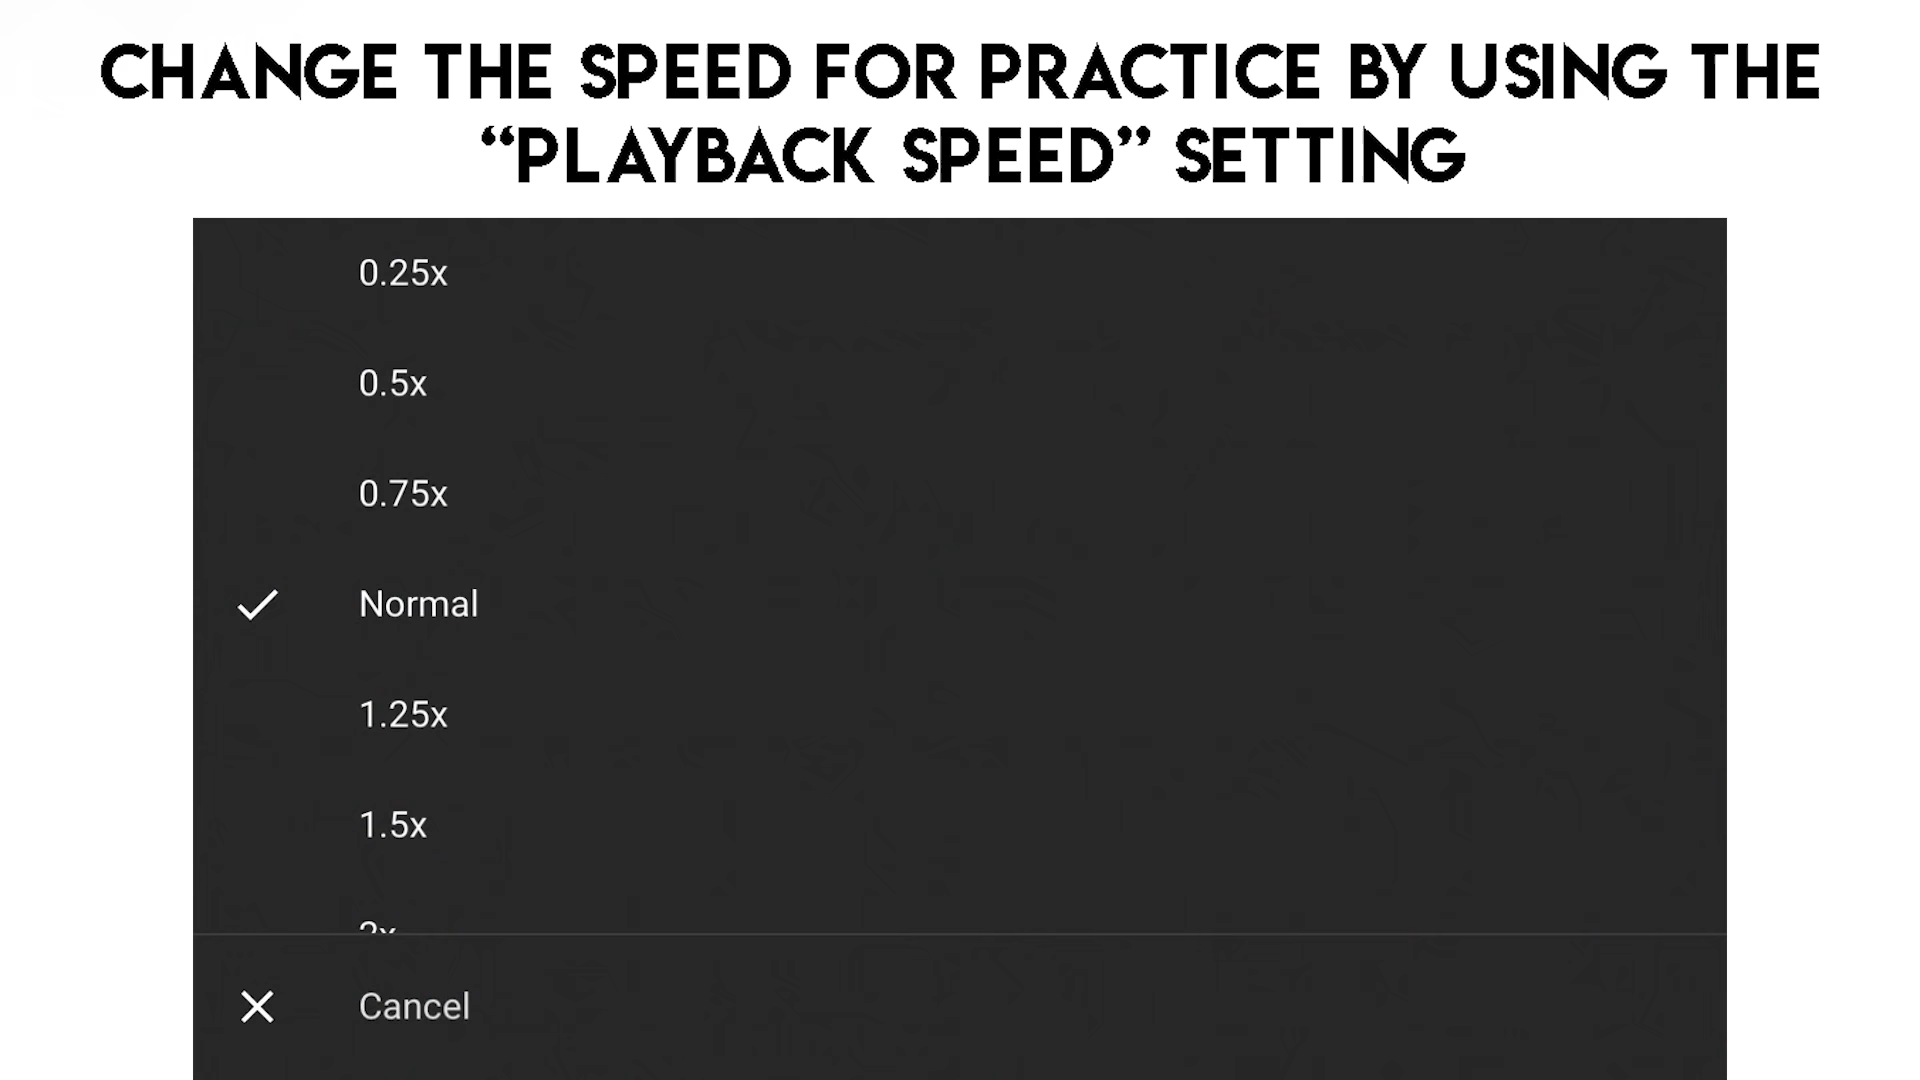 CHANGE THE SPEED FOR PRACTICE BY USING THE
“PLAYBACK SPEED” SETTING
0.25x
0.5x
0.75x
Normal
1.25x
1.5x
2x
Cancel